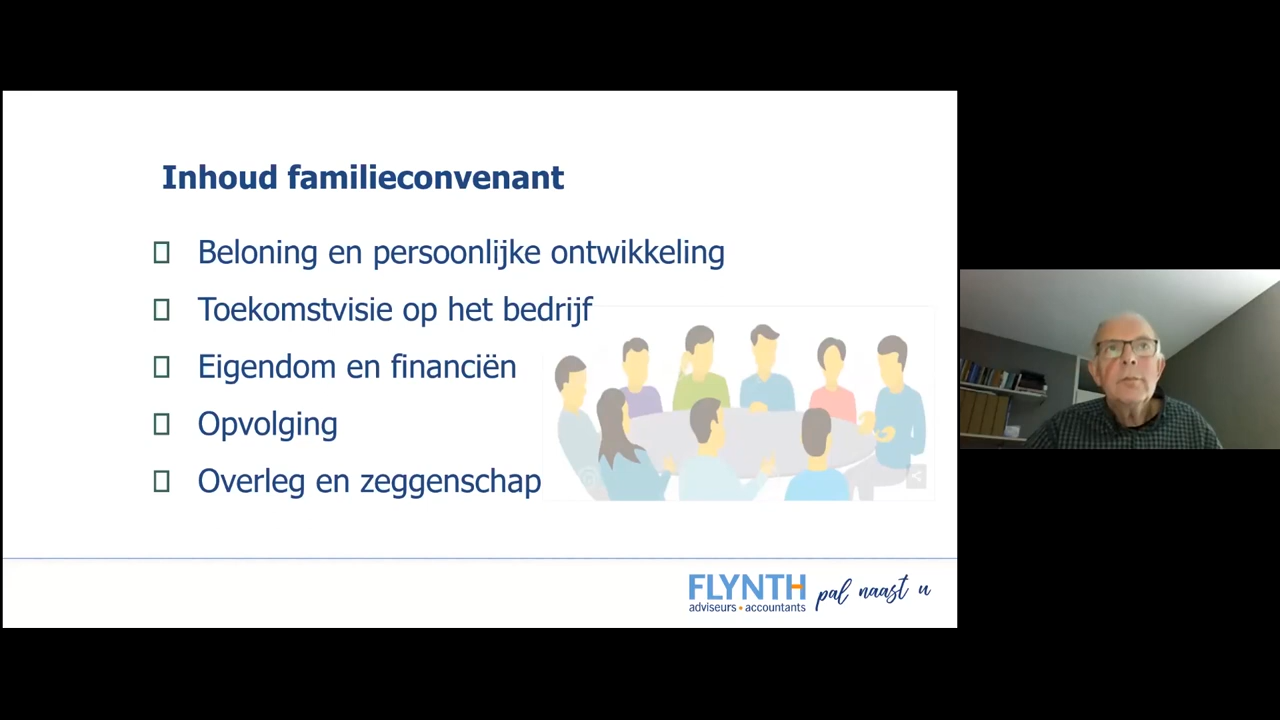 Inhoud familieconvenant
Beloning en persoonlijke ontwikkeling
Toekomstvisie op het bedrijf
Eigendom en financiën
Opvolging
Overleg en zeggenschap
FLYNTH pal naast u
adviseurs • accountants